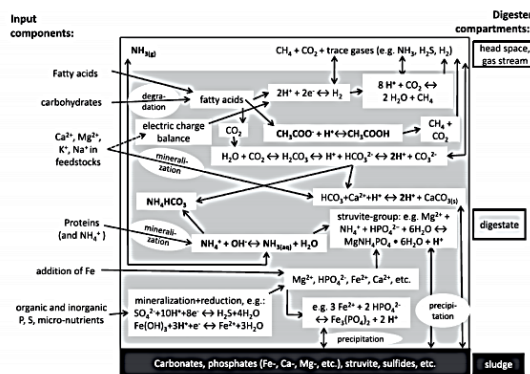 Input
components:
Digester
compartments:
NH3(g)
CH4 + CO2 + trace gases (e.g. NH3, H2S, H2)
head space,
gas stream
Fatty acids
carbohydrates
degra-
dation
fatty acids
2H+ + 2e- ↔ H2
8 H+ + CO2 ↔
2 H2O + CH4
Ca2+, Mg2+,
K+, Na+ in
feedstocks
electric charge
balance
CO2
CH3COO- + H+↔CH3COOH
CH4 +
CO2
minerali-
zation
H2O + CO2 ↔ H2CO3 ↔ H+ + HCO32- ↔ 2H+ + CO32-
NH4HCO3
HCO3+Ca2++H+ ↔ 2H+ + CaCO3(s)
Proteins
(and NH4+)
minerali-
zation
NH4+ + OH-↔ NH3(aq) + H2O
struvite-group: e.g. Mg2+ +
NH4+ + HPO42- + 6H2O ↔
MgNH4PO4 • 6H2O + H+
digestate
addition of Fe
Mg2+, HPO42-, Fe2+, Ca2+, etc.
organic and inorganic
P, S, micro-nutrients
mineralization+reduction, e.g.:
SO42-+10H++8e- ↔ H2S+4H2O
Fe(OH)3+3H++e- ↔ Fe2++3H2O
e.g. 3 Fe2+ + 2 HPO42-
↔ Fe3(PO4)2 + 2 H+
precipi-
tation
precipitation
Carbonates, phosphates (Fe-, Ca-, Mg-, etc.), struvite, sulfides, etc.
sludge